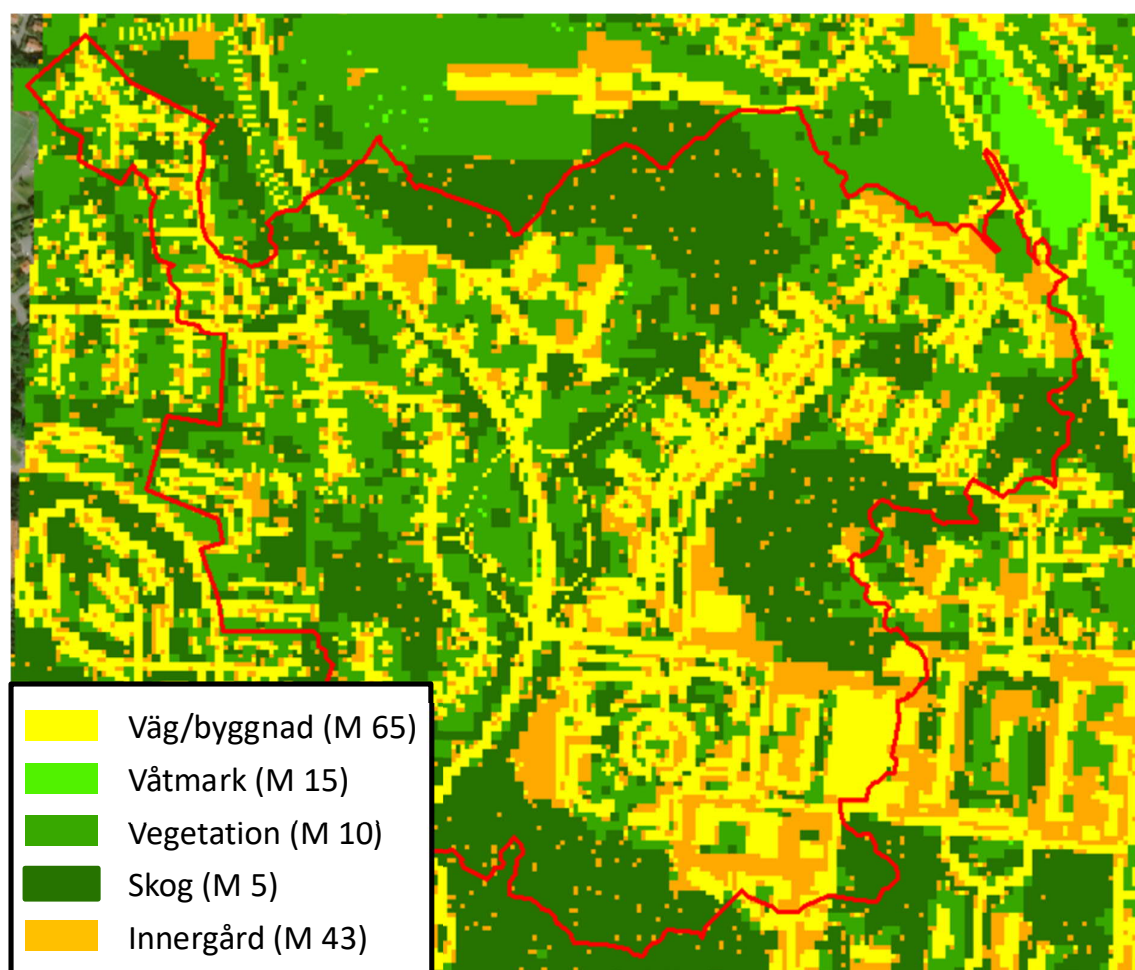 Väg/byggnad (M 65)
Våtmark (M 15)
Vegetation (M 10)
Skog (M 5)
Innergård (M 43)